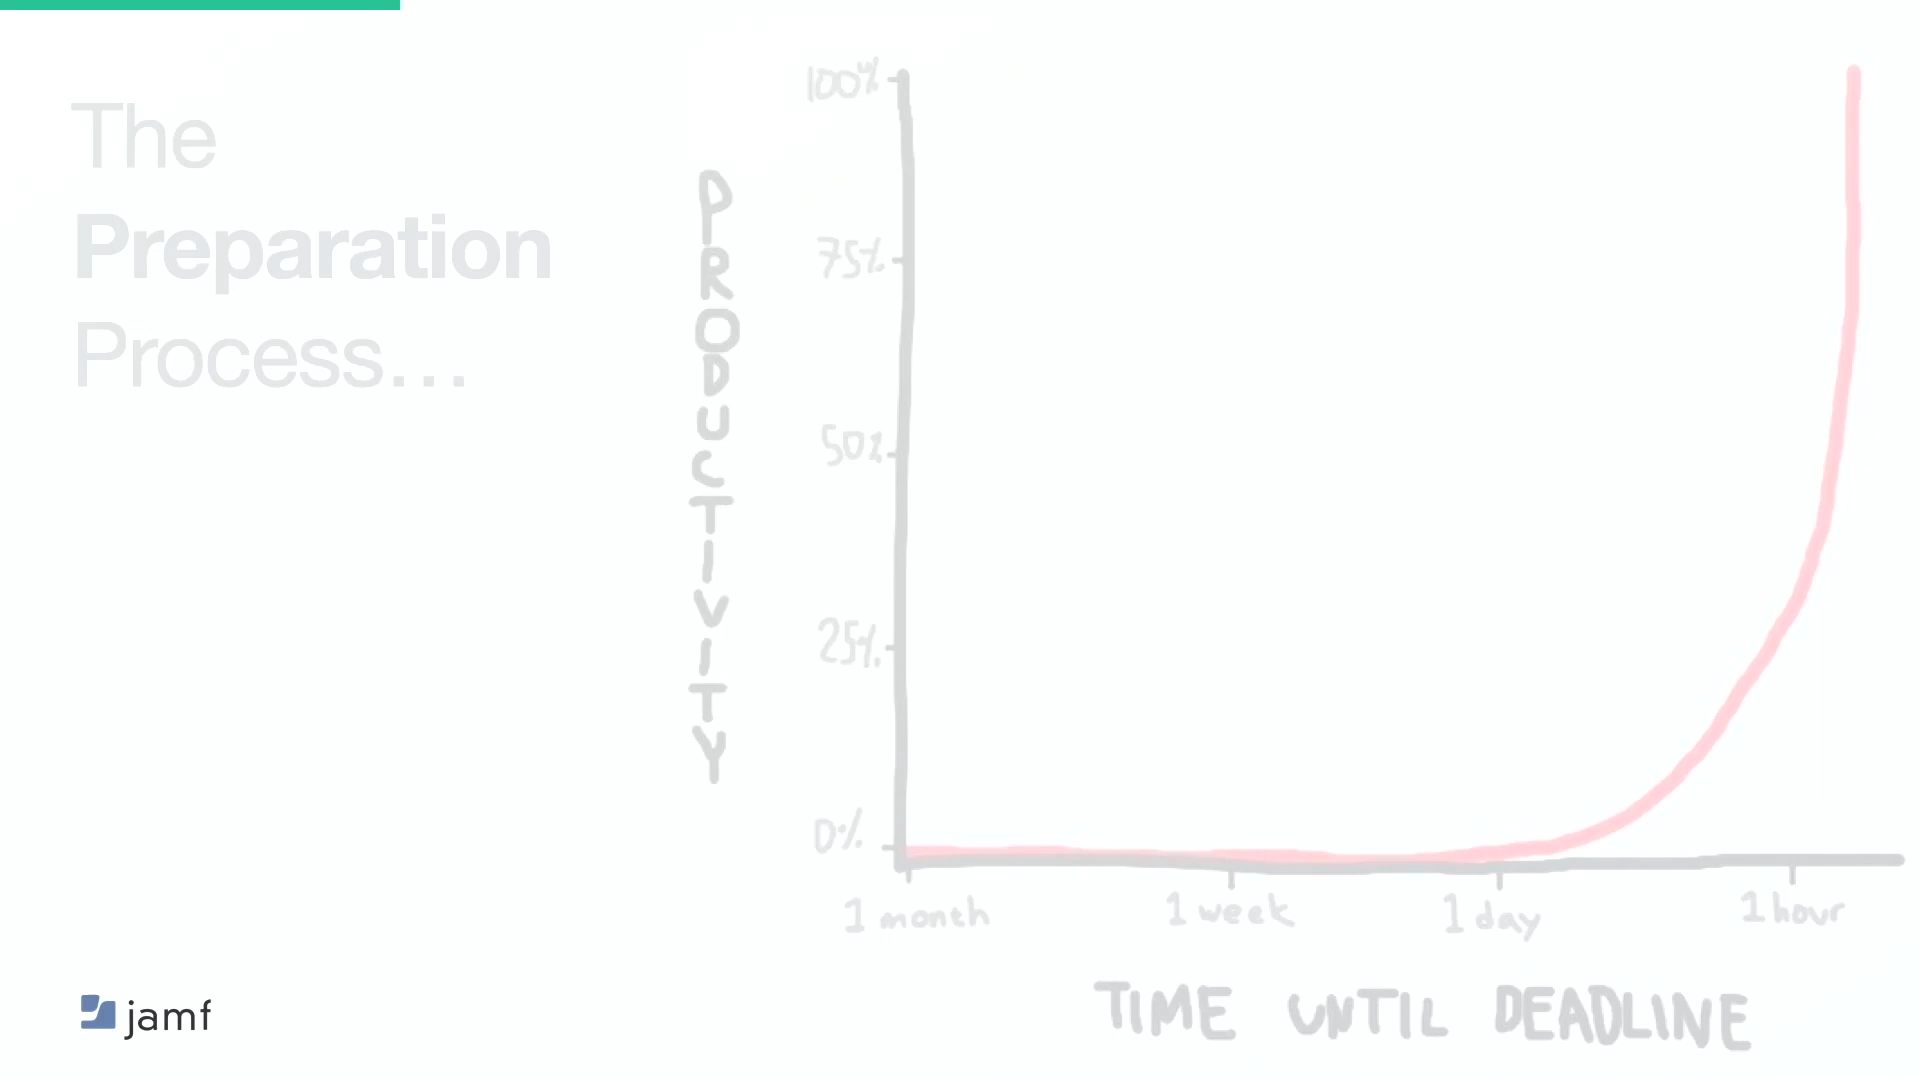 The
Preparation
Process...
PRODUCTIVITY
100%
75%
50%
25%
0%
1 month
1 week
1 day
1 hour
TIME UNTIL DEADLINE
jamf